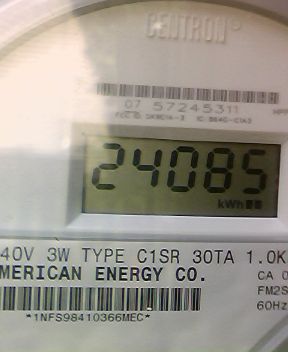 CENTRON®
07 57245311
24085
kWh
40V 3W TYPE C1SR 30TA 1.0K
MERICAN ENERGY CO.
CA 0
FM2S
60Hz
*1NFS98410366MEC*